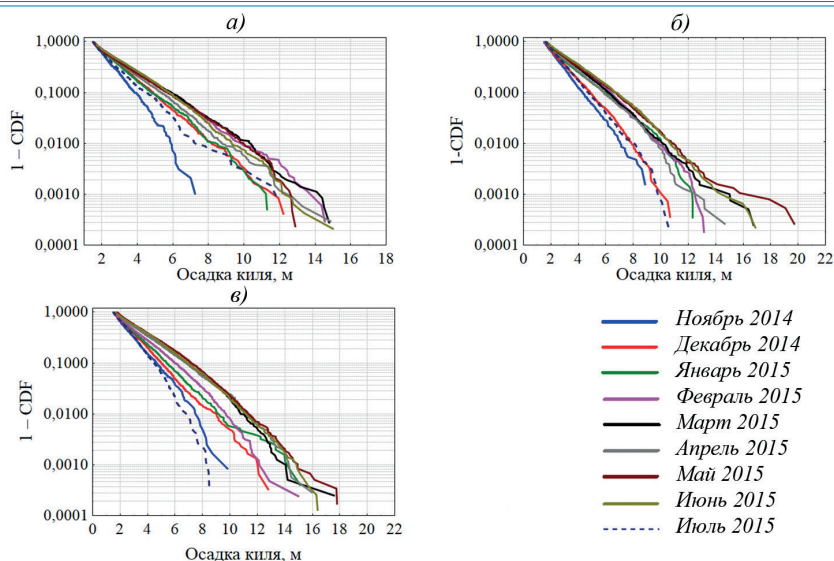 а)
1,0000
0,1000
0,0100
0,0010
0,0001
1 – CDF
2 4 6 8 10 12 14 16 18
Осадка киля, м
б)
1,0000
0,1000
0,0100
0,0010
0,0001
1-CDF
0 2 4 6 8 10 12 14 16 18 20 22
Осадка киля, м
в)
1,0000
0,1000
0,0100
0,0010
0,0001
1 – CDF
0 2 4 6 8 10 12 14 16 18 20 22
Осадка киля, м
Ноябрь 2014
Декабрь 2014
Январь 2015
Февраль 2015
Март 2015
Апрель 2015
Май 2015
Июнь 2015
Июль 2015